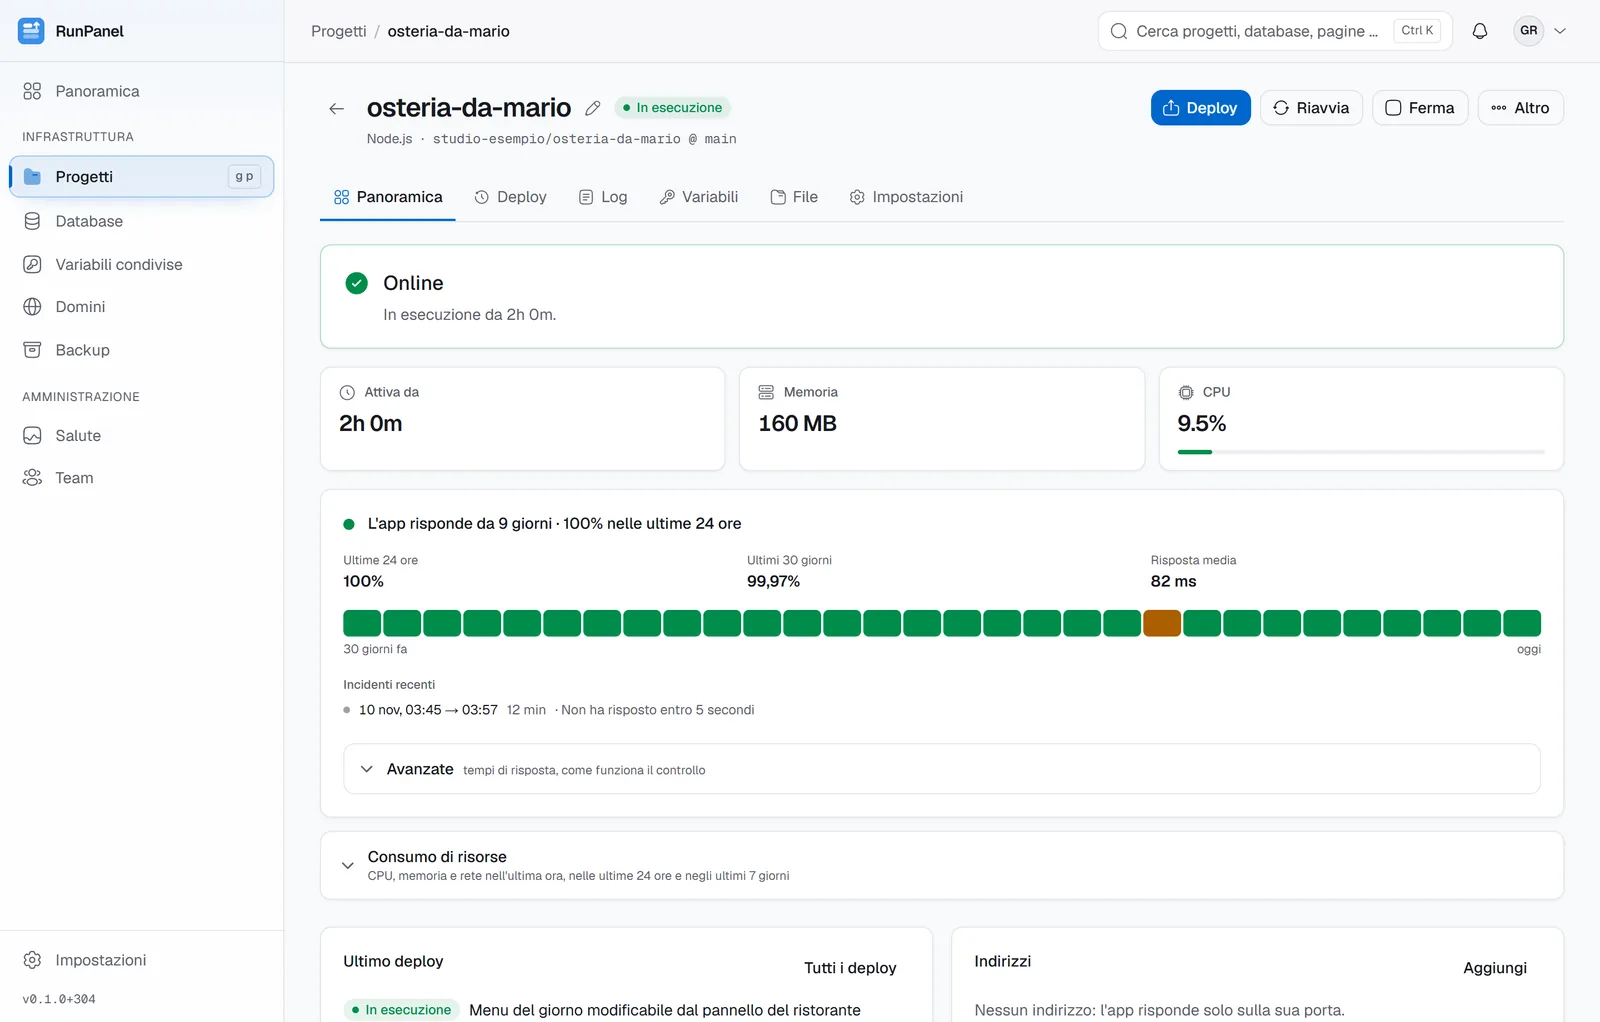 RunPanel
Progetti / osteria-da-mario
Cerca progetti, database, pagine ... Ctrl K
GR
Panoramica
INFRASTRUTTURA
Progetti g p
Database
Variabili condivise
Domini
Backup
AMMINISTRAZIONE
Salute
Team
Impostazioni
v0.1.0+304
osteria-da-mario In esecuzione
Node.js · studio-esempio/osteria-da-mario @ main
Deploy Riavvia Ferma Altro
Panoramica Deploy Log Variabili File Impostazioni
Online
In esecuzione da 2h 0m.
Attiva da
2h 0m
Memoria
160 MB
CPU
9.5%
L'app risponde da 9 giorni · 100% nelle ultime 24 ore
Ultime 24 ore
100%
Ultimi 30 giorni
99,97%
Risposta media
82 ms
30 giorni fa oggi
Incidenti recenti
10 nov, 03:45 → 03:57 12 min · Non ha risposto entro 5 secondi
Avanzate tempi di risposta, come funziona il controllo
Consumo di risorse
CPU, memoria e rete nell'ultima ora, nelle ultime 24 ore e negli ultimi 7 giorni
Ultimo deploy
Tutti i deploy
In esecuzione Menu del giorno modificabile dal pannello del ristorante
Indirizzi
Aggiungi
Nessun indirizzo: l'app risponde solo sulla sua porta.